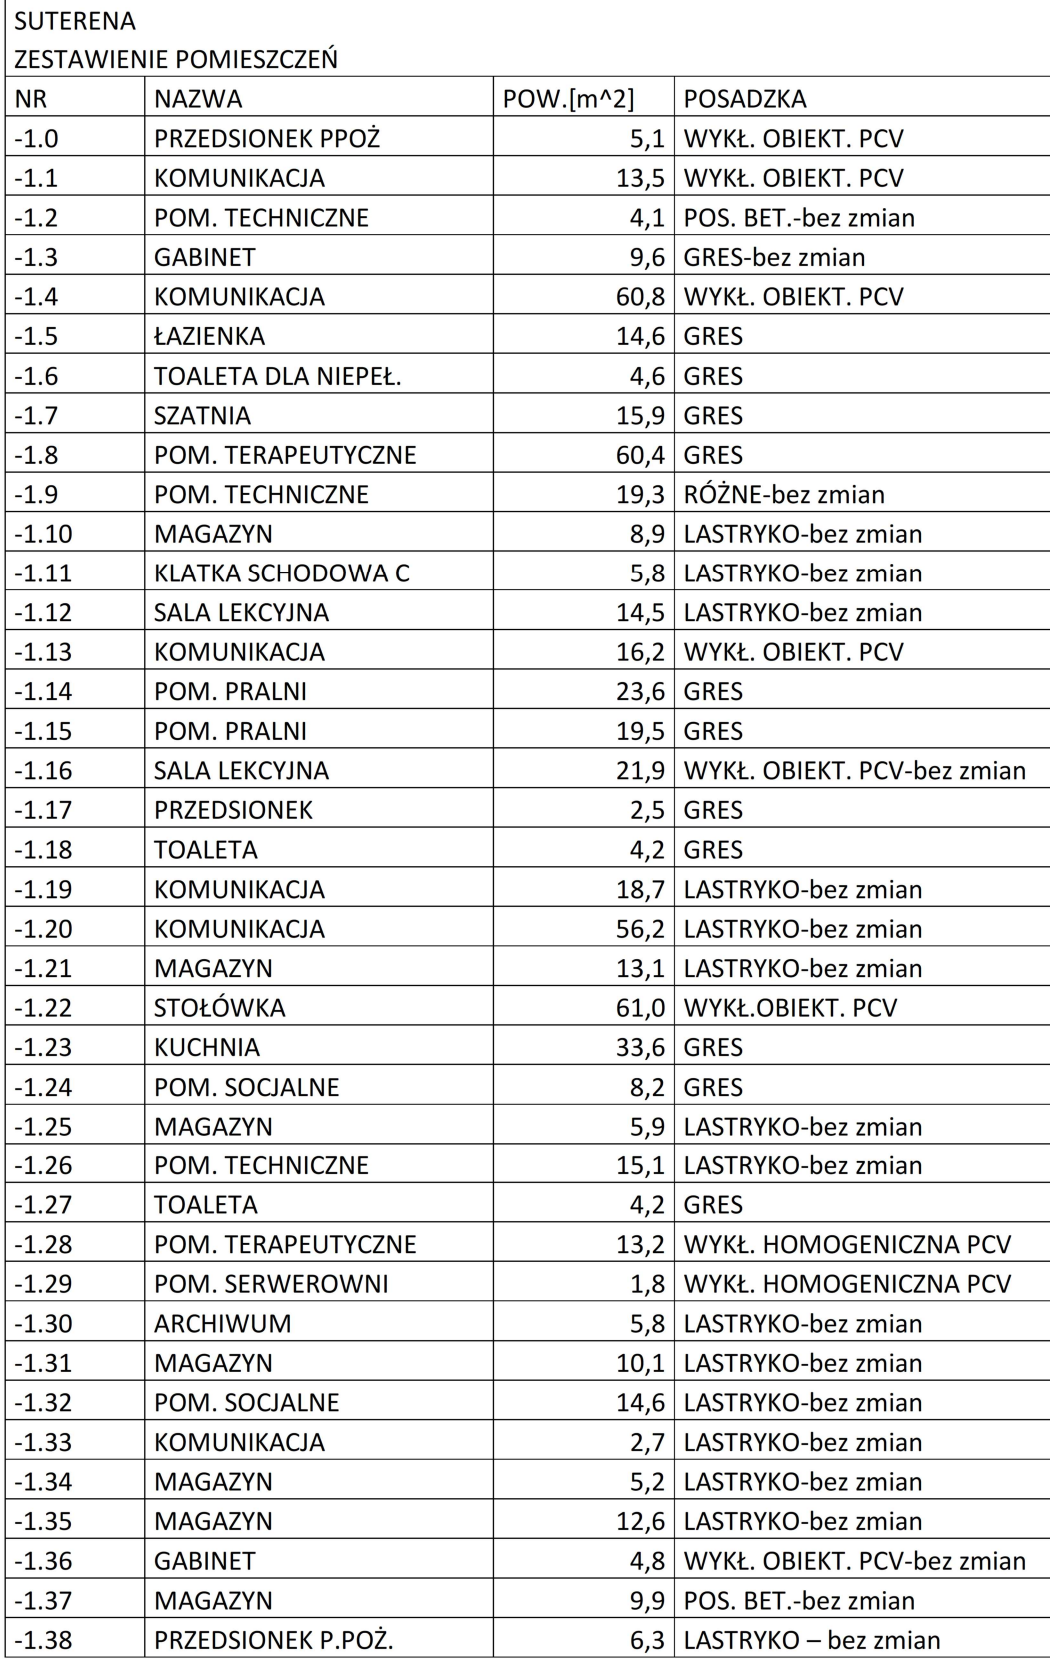 SUTERENA
ZESTAWIENIE POMIESZCZEŃ
NR NAZWA POW.[m^2] POSADZKA
-1.0 PRZEDSIONEK PPOŻ 5,1 WYKŁ. OBIEKT. PCV
-1.1 KOMUNIKACJA 13,5 WYKŁ. OBIEKT. PCV
-1.2 POM. TECHNICZNE 4,1 POS. BET.-bez zmian
-1.3 GABINET 9,6 GRES-bez zmian
-1.4 KOMUNIKACJA 60,8 WYKŁ. OBIEKT. PCV
-1.5 ŁAZIENKA 14,6 GRES
-1.6 TOALETA DLA NIEPEŁ. 4,6 GRES
-1.7 SZATNIA 15,9 GRES
-1.8 POM. TERAPEUTYCZNE 60,4 GRES
-1.9 POM. TECHNICZNE 19,3 RÓŻNE-bez zmian
-1.10 MAGAZYN 8,9 LASTRYKO-bez zmian
-1.11 KLATKA SCHODOWA C 5,8 LASTRYKO-bez zmian
-1.12 SALA LEKCYJNA 14,5 LASTRYKO-bez zmian
-1.13 KOMUNIKACJA 16,2 WYKŁ. OBIEKT. PCV
-1.14 POM. PRALNI 23,6 GRES
-1.15 POM. PRALNI 19,5 GRES
-1.16 SALA LEKCYJNA 21,9 WYKŁ. OBIEKT. PCV-bez zmian
-1.17 PRZEDSIONEK 2,5 GRES
-1.18 TOALETA 4,2 GRES
-1.19 KOMUNIKACJA 18,7 LASTRYKO-bez zmian
-1.20 KOMUNIKACJA 56,2 LASTRYKO-bez zmian
-1.21 MAGAZYN 13,1 LASTRYKO-bez zmian
-1.22 STOŁÓWKA 61,0 WYKŁ.OBIEKT. PCV
-1.23 KUCHNIA 33,6 GRES
-1.24 POM. SOCJALNE 8,2 GRES
-1.25 MAGAZYN 5,9 LASTRYKO-bez zmian
-1.26 POM. TECHNICZNE 15,1 LASTRYKO-bez zmian
-1.27 TOALETA 4,2 GRES
-1.28 POM. TERAPEUTYCZNE 13,2 WYKŁ. HOMOGENICZNA PCV
-1.29 POM. SERWEROWNI 1,8 WYKŁ. HOMOGENICZNA PCV
-1.30 ARCHIWUM 5,8 LASTRYKO-bez zmian
-1.31 MAGAZYN 10,1 LASTRYKO-bez zmian
-1.32 POM. SOCJALNE 14,6 LASTRYKO-bez zmian
-1.33 KOMUNIKACJA 2,7 LASTRYKO-bez zmian
-1.34 MAGAZYN 5,2 LASTRYKO-bez zmian
-1.35 MAGAZYN 12,6 LASTRYKO-bez zmian
-1.36 GABINET 4,8 WYKŁ. OBIEKT. PCV-bez zmian
-1.37 MAGAZYN 9,9 POS. BET.-bez zmian
-1.38 PRZEDSIONEK P.POŻ. 6,3 LASTRYKO – bez zmian